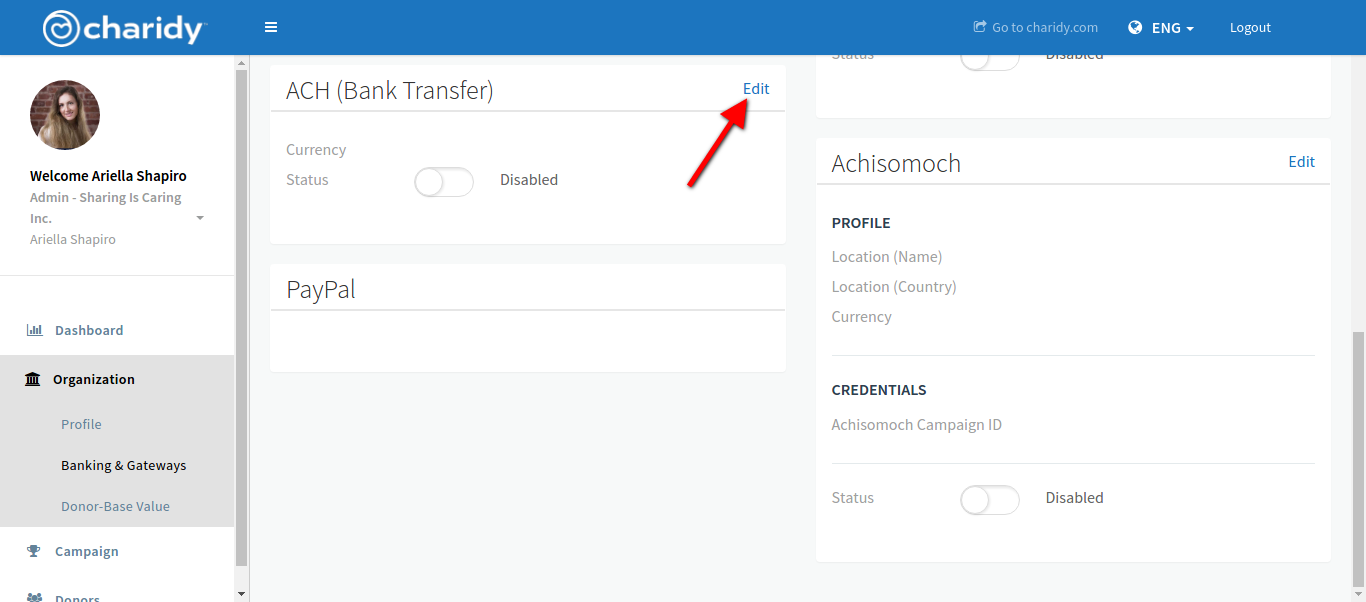 charidy
Go to charidy.com
ENG
Logout
Welcome Ariella Shapiro
Admin - Sharing Is Caring
Inc.
Ariella Shapiro
Dashboard
Organization
Profile
Banking & Gateways
Donor-Base Value
Campaign
Donors
ACH (Bank Transfer)
Edit
Currency
Status
Disabled
PayPal
Status
Disabled
Achisomoch
Edit
PROFILE
Location (Name)
Location (Country)
Currency
CREDENTIALS
Achisomoch Campaign ID
Status
Disabled